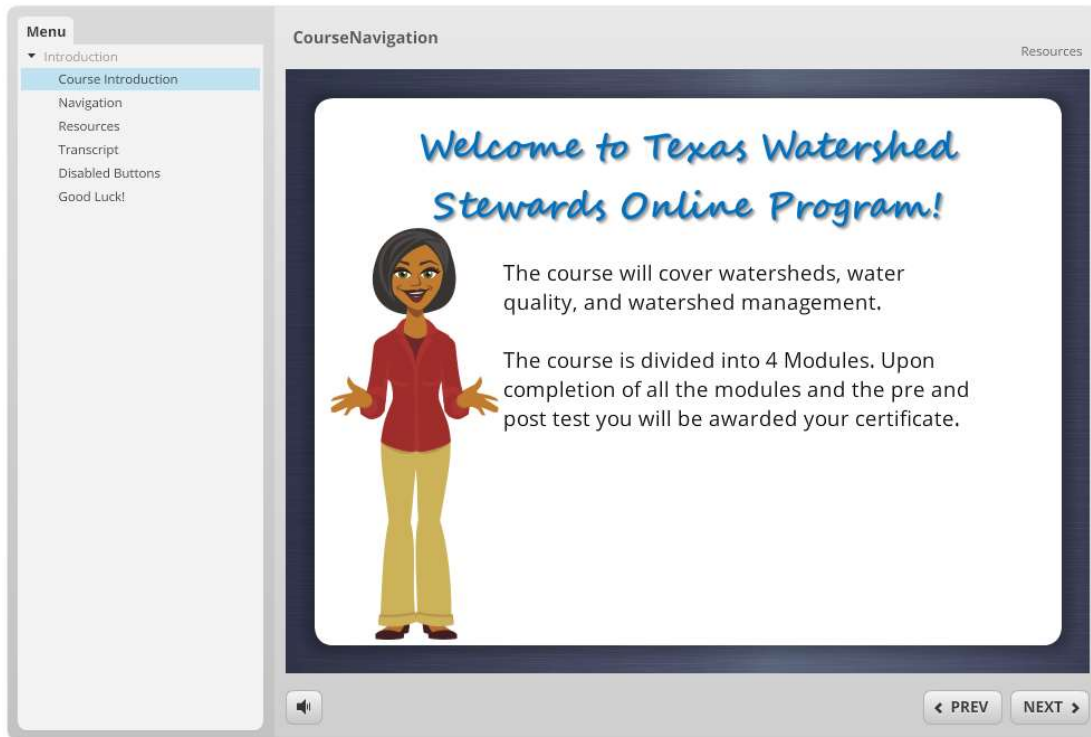 Menu
Introduction
Course Introduction
Navigation
Resources
Transcript
Disabled Buttons
Good Luck!
CourseNavigation
Resources
Welcome to Texas Watershed
Stewards Online Program!
The course will cover watersheds, water
quality, and watershed management.
The course is divided into 4 Modules. Upon
completion of all the modules and the pre and
post test you will be awarded your certificate.
PREV
NEXT